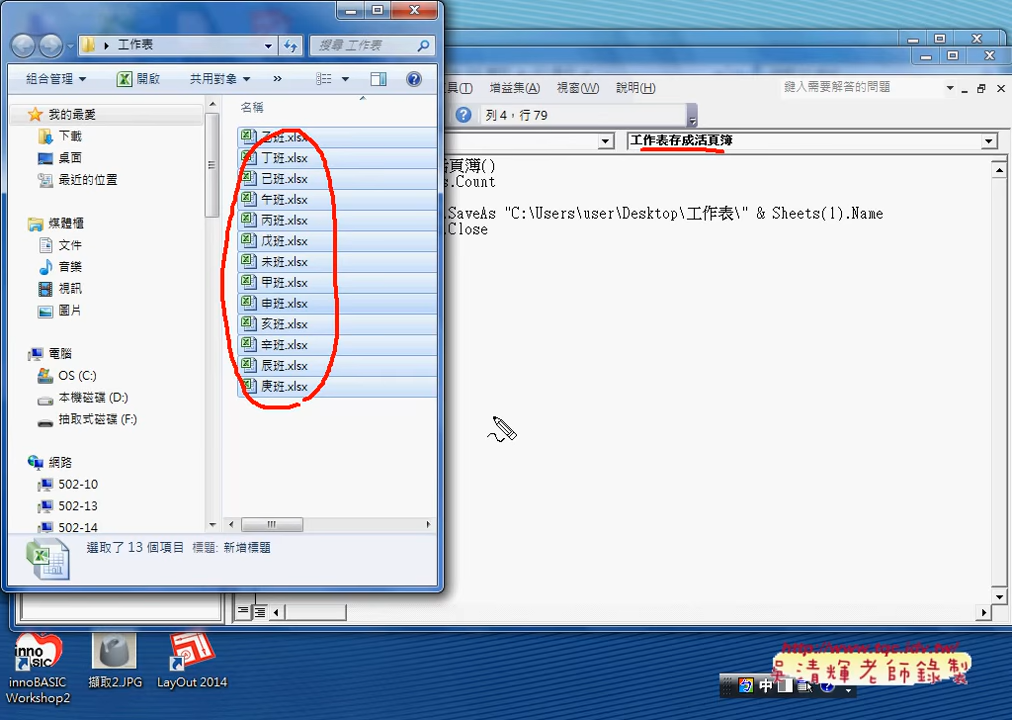 工作表
搜尋 工作表
組合管理
開啟
共用對象
»
具(T)
增益集(A)
視窗(W)
說明(H)
鍵入需要解答的問題
列 4，行 79
我的最愛
下載
桌面
最近的位置
媒體櫃
文件
音樂
視訊
圖片
電腦
OS (C:)
本機磁碟 (D:)
抽取式磁碟 (F:)
網路
502-10
502-13
502-14
名稱
乙班.xlsx
丁班.xlsx
己班.xlsx
午班.xlsx
丙班.xlsx
戊班.xlsx
未班.xlsx
甲班.xlsx
申班.xlsx
亥班.xlsx
辛班.xlsx
辰班.xlsx
庚班.xlsx
選取了 13 個項目 標題: 新增標題
工作表存成活頁簿
活頁簿()
s.Count
.SaveAs "C:\Users\user\Desktop\工作表\" & Sheets(1).Name
.Close
innoBASIC
Workshop2
擷取2.JPG
LayOut 2014
吳清輝老師錄製
中